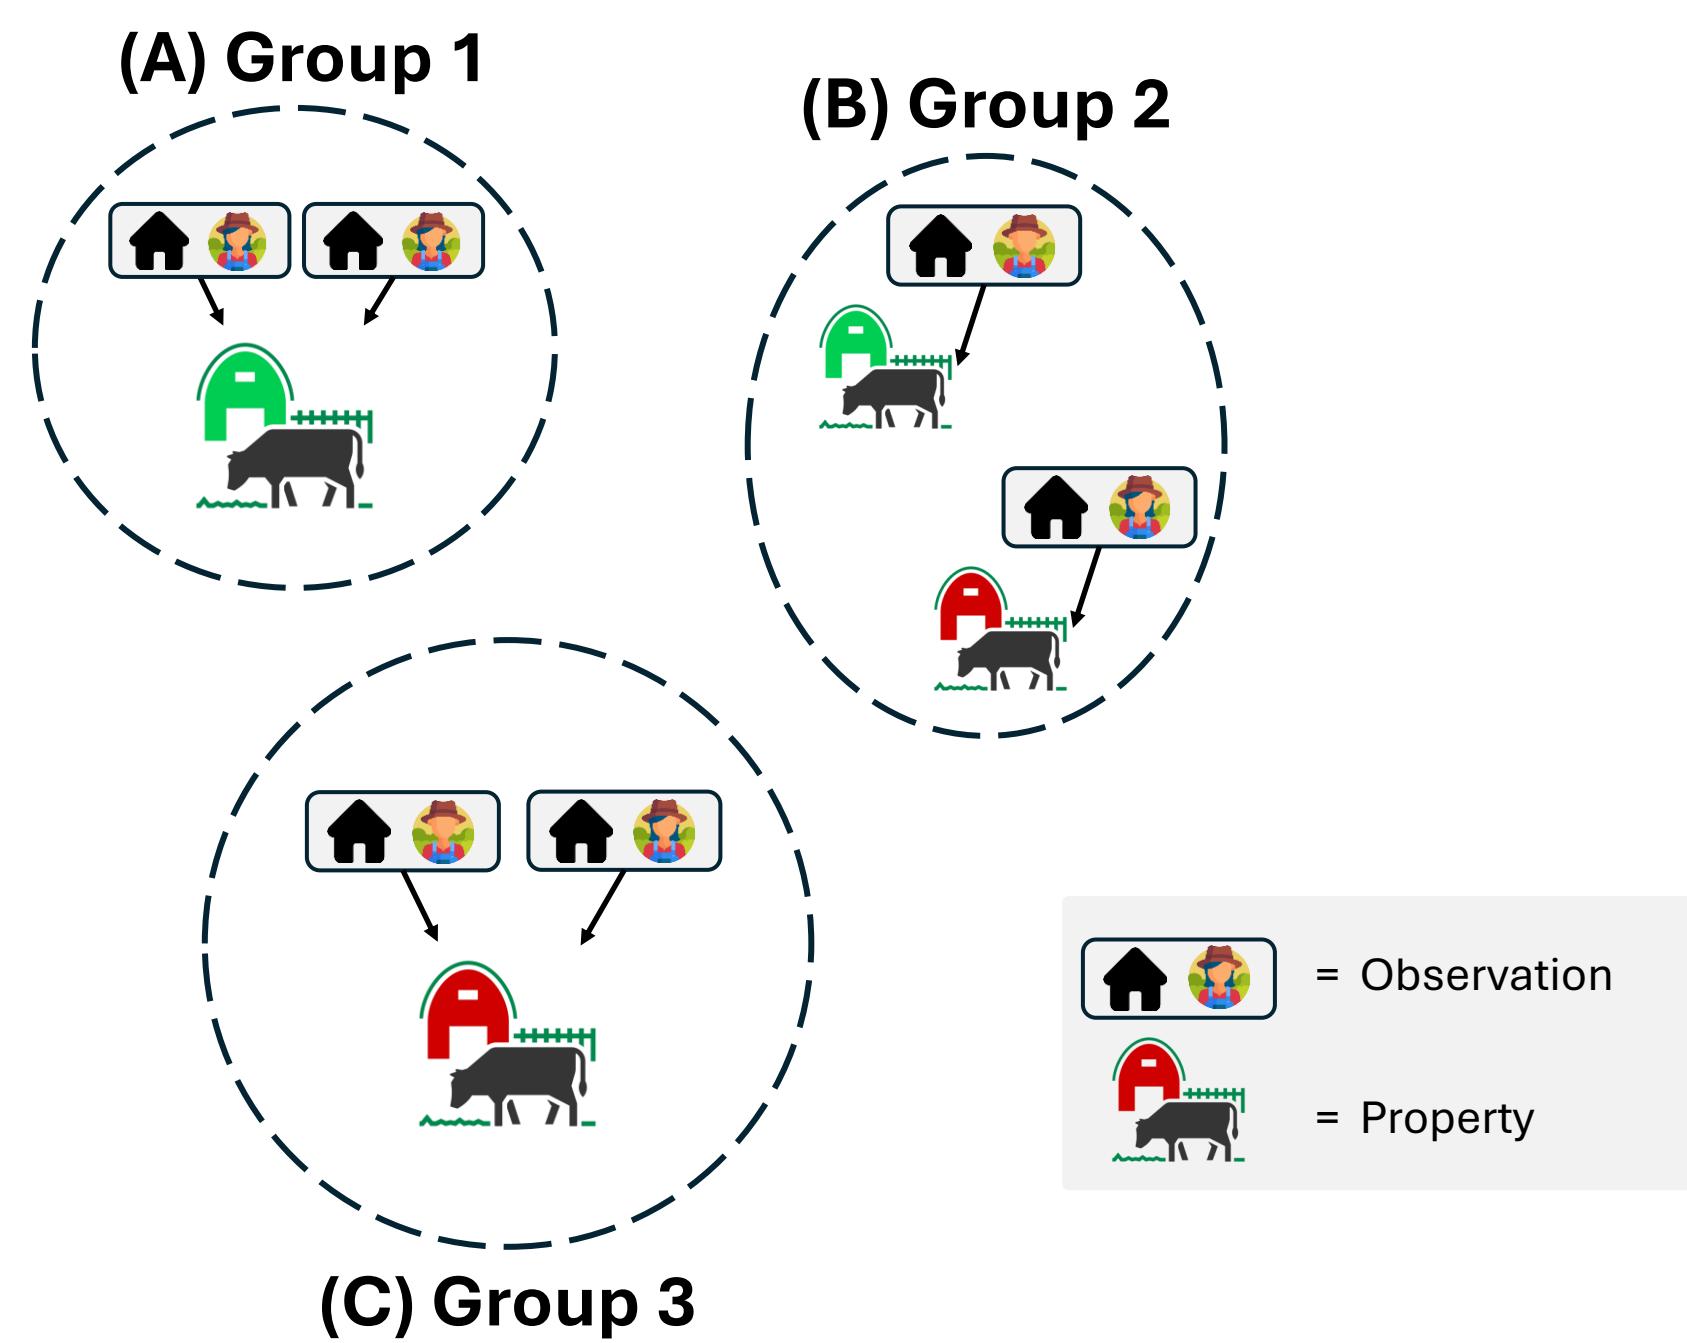 (A) Group 1
(B) Group 2
(C) Group 3
= Observation
= Property